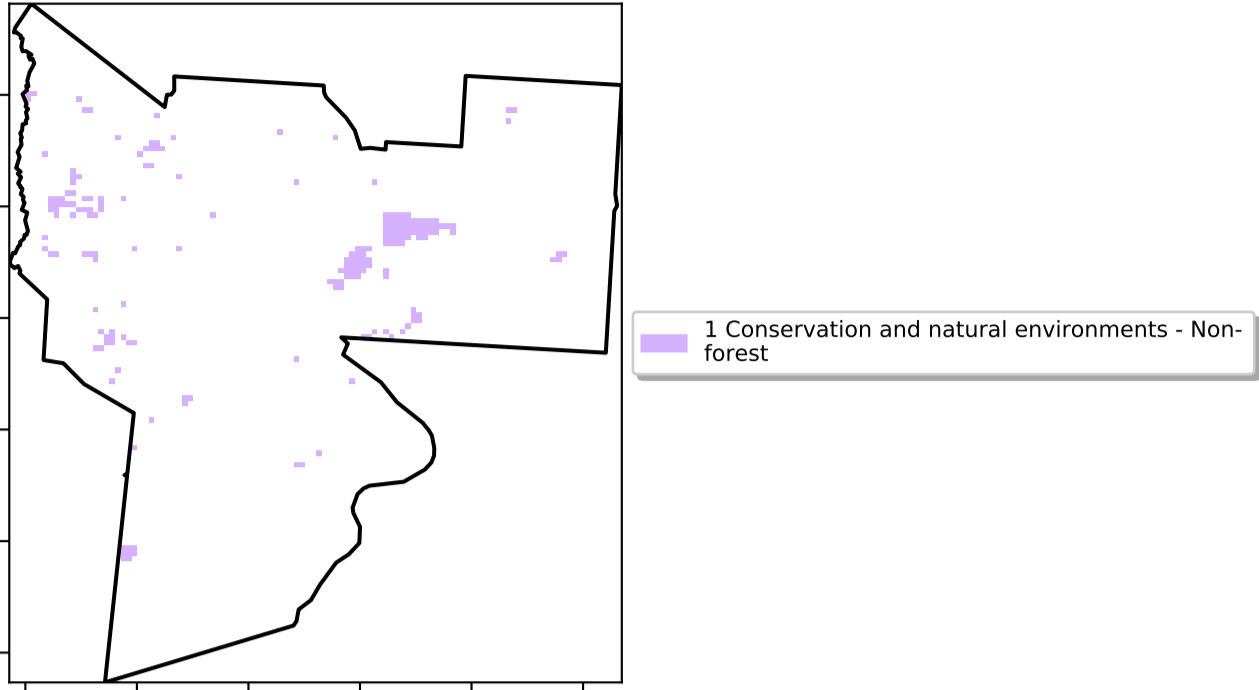 1 Conservation and natural environments - Non-
forest